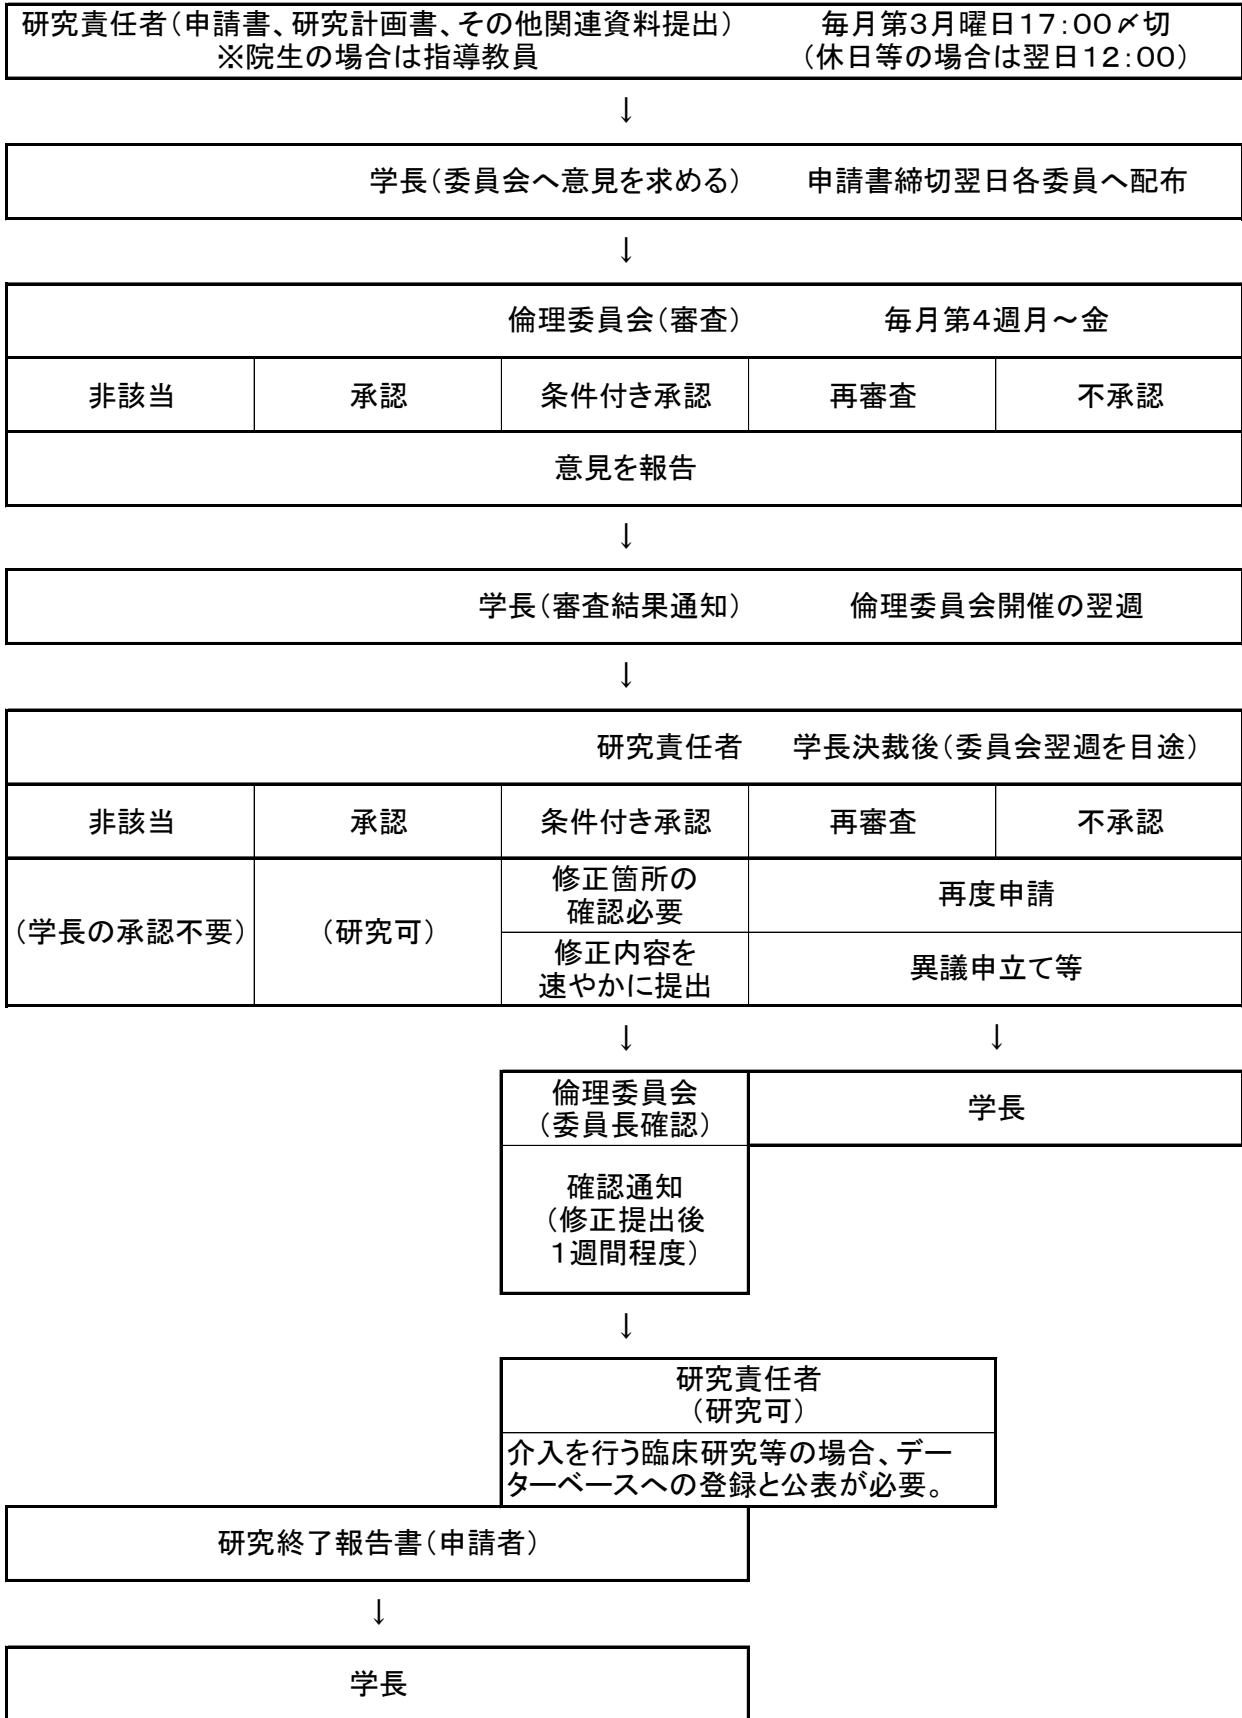 研究責任者（申請書、研究計画書、その他関連資料提出） 毎月第3月曜日17：00〆切
※院生の場合は指導教員 （休日等の場合は翌日12：00）
↓
学長（委員会へ意見を求める） 申請書締切翌日各委員へ配布
↓
倫理委員会（審査） 毎月第4週月～金
非該当 承認 条件付き承認 再審査 不承認
意見を報告
↓
学長（審査結果通知） 倫理委員会開催の翌週
↓
研究責任者 学長決裁後（委員会翌週を目途）
非該当 承認 条件付き承認 再審査 不承認
（学長の承認不要） （研究可）
修正箇所の
確認必要
再度申請
修正内容を
速やかに提出
異議申立て等
↓ ↓
倫理委員会
（委員長確認）
学長
確認通知
（修正提出後
1週間程度）
↓
研究責任者
（研究可）
介入を行う臨床研究等の場合、デー
ターベースへの登録と公表が必要。
研究終了報告書（申請者）
↓
学長